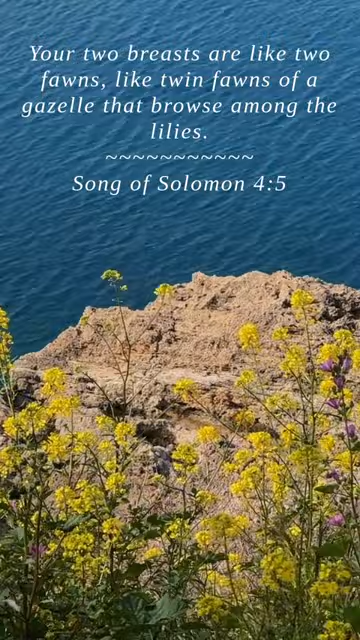 Your two breasts are like two
fawns, like twin fawns of a
gazelle that browse among the
lilies.
~~~~~~~~~~~
Song of Solomon 4:5